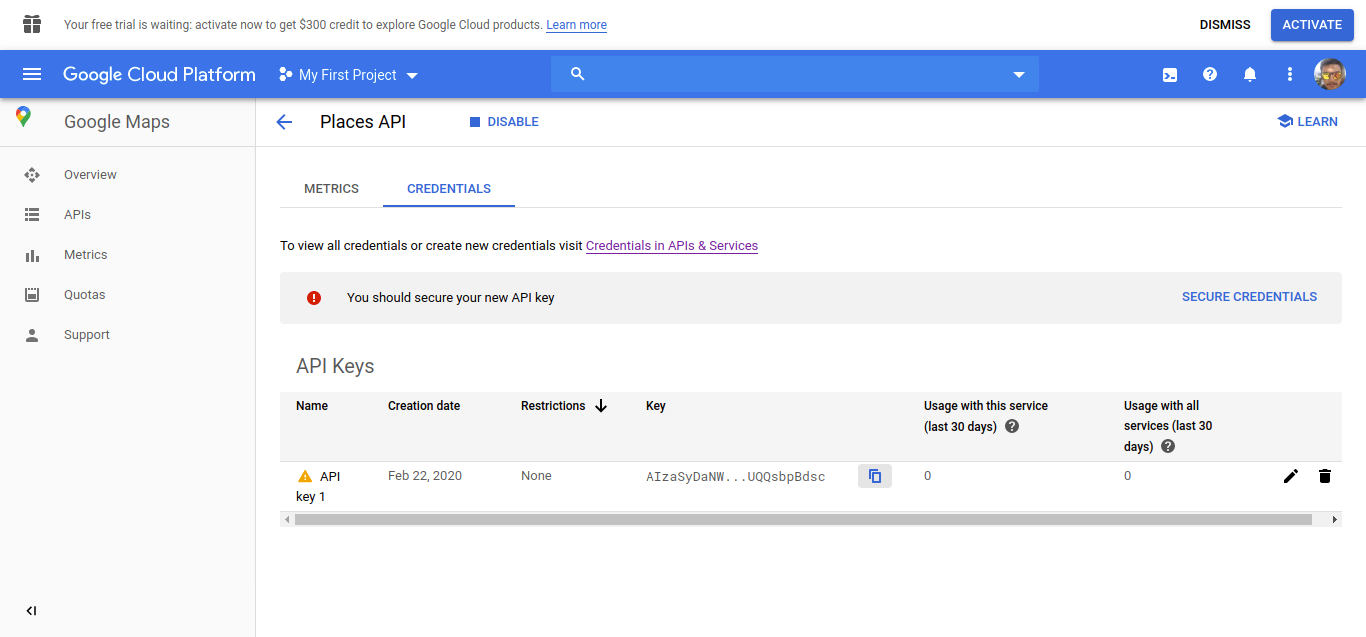 Your free trial is waiting: activate now to get $300 credit to explore Google Cloud products. Learn more
DISMISS
ACTIVATE
Google Cloud Platform
My First Project
Google Maps
Places API
DISABLE
LEARN
Overview
APIs
Metrics
Quotas
Support
METRICS
CREDENTIALS
To view all credentials or create new credentials visit Credentials in APIs & Services
You should secure your new API key
SECURE CREDENTIALS
API Keys
Name
Creation date
Restrictions
Key
Usage with this service
(last 30 days)
Usage with all
services (last 30
days)
API
key 1
Feb 22, 2020
None
AIzaSyDaNW...UQQsbpBdsc
0
0